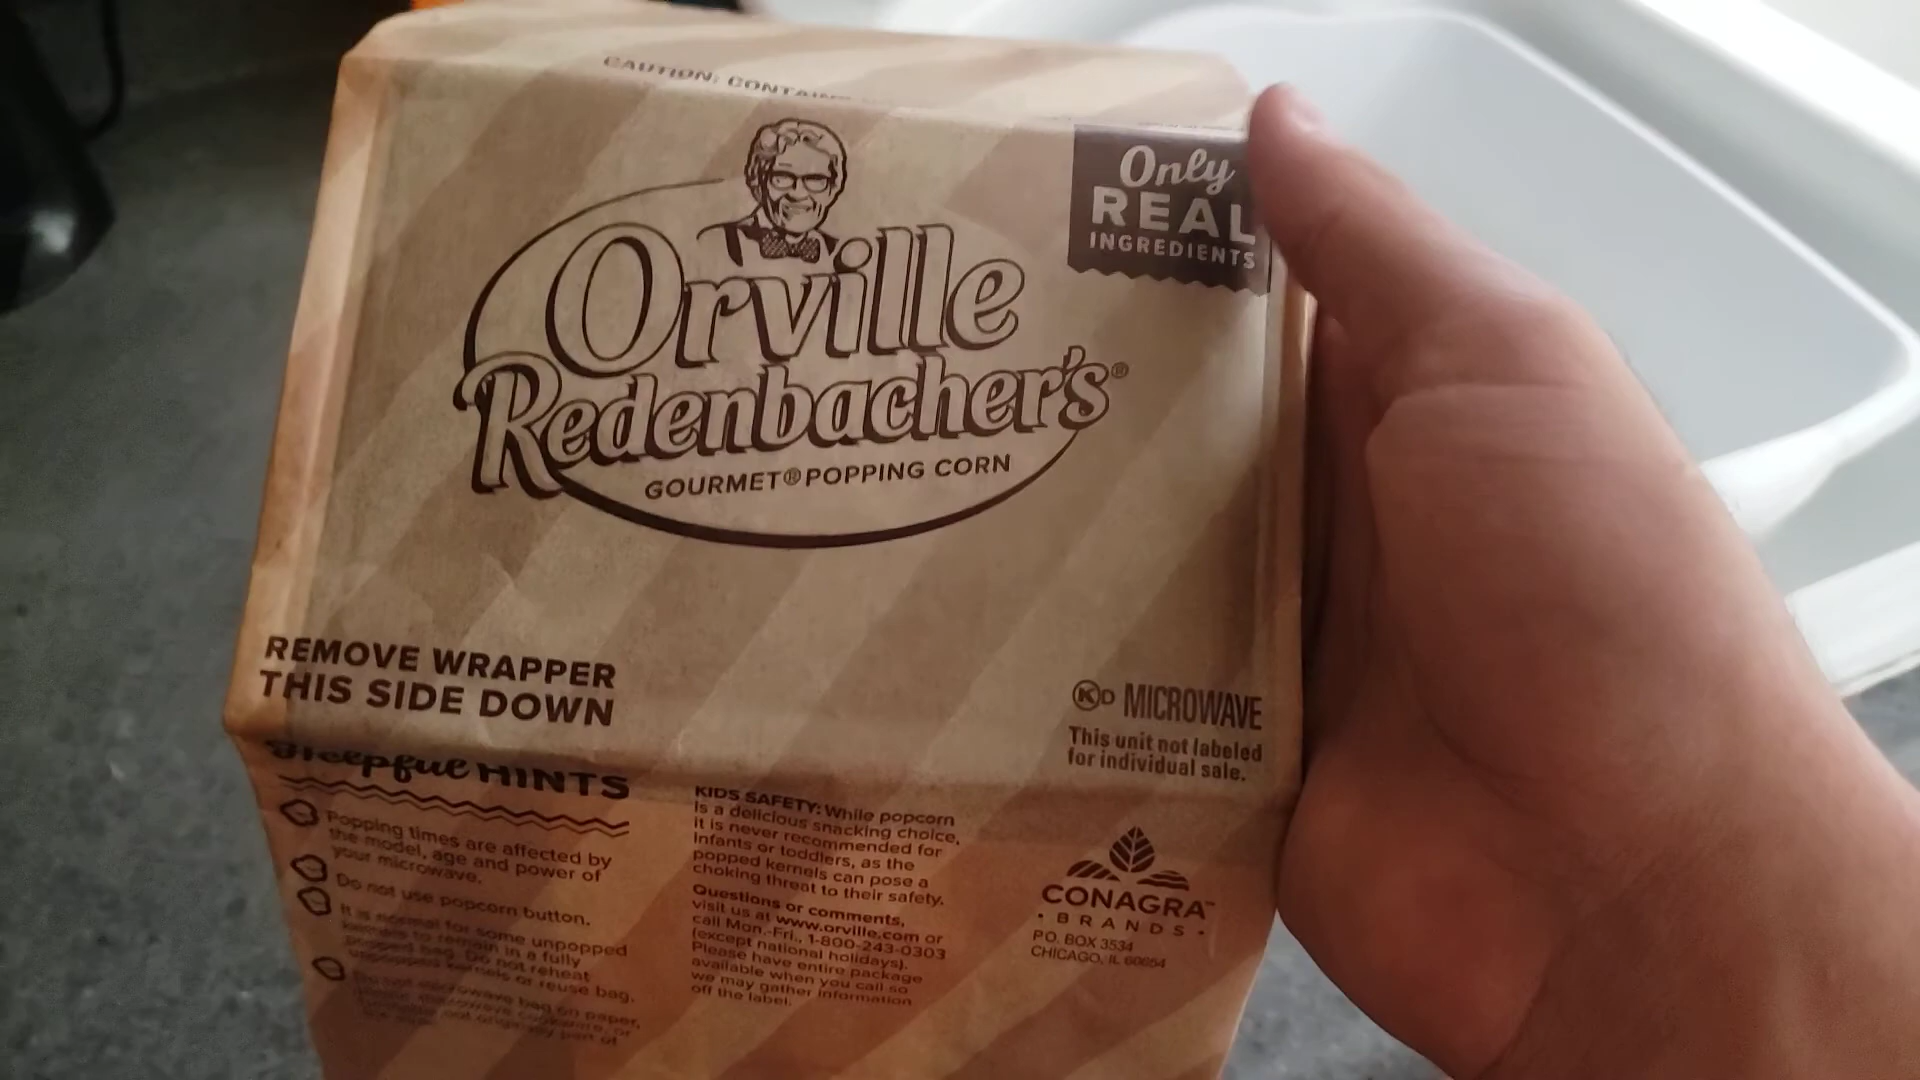 CAUTION:
Only
REAL
INGREDIENTS
Orville
Redenbacher's®
GOURMET® POPPING CORN
REMOVE WRAPPER
THIS SIDE DOWN
KD MICROWAVE
This unit not labeled
for individual sale.
Helpful HINTS
Popping times are affected by
the model, age and power of
your microwave.
Do not use popcorn button.
It is normal for some unpopped
kernels to remain in a fully
popped bag. Do not reheat
unpopped kernels or reuse bag.
Do not microwave bag on paper,
KIDS SAFETY: While popcorn
is a delicious snacking choice,
it is never recommended for
infants or toddlers, as the
popped kernels can pose a
choking threat to their safety.
Questions or comments,
visit us at www.orville.com or
call Mon.-Fri., 1-800-243-0303
(except national holidays).
Please have entire package
available when you call so
we may gather information
off the label.
CONAGRA™
• BRANDS •
P.O. BOX 3534
CHICAGO, IL 60654